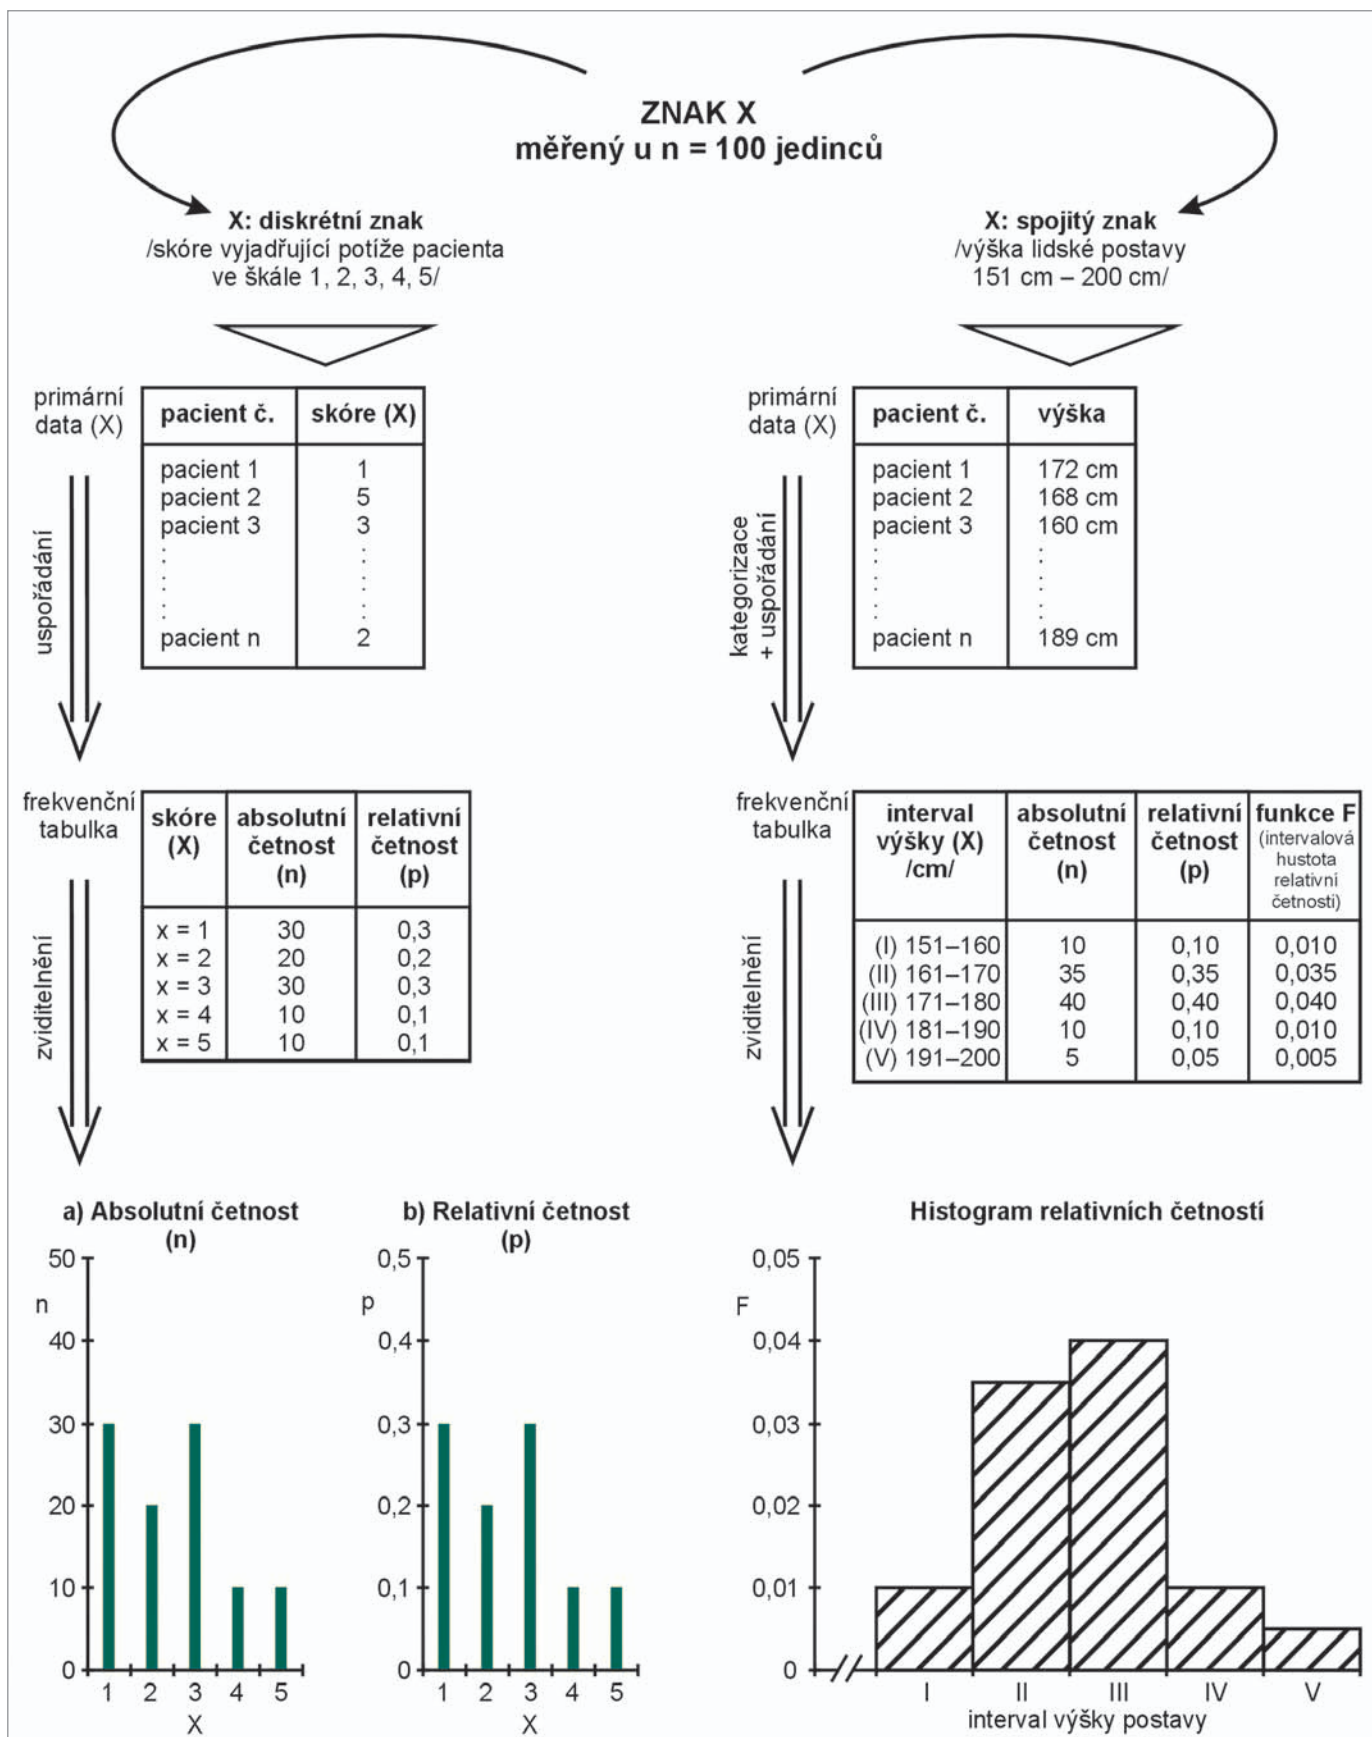 ZNAK X
měřený u n = 100 jedinců
X: diskrétní znak
/skóre vyjadřující potíže pacienta
ve škále 1, 2, 3, 4, 5/
X: spojitý znak
/výška lidské postavy
151 cm – 200 cm/
primární
data (X)
pacient č. skóre (X)
pacient 1 1
pacient 2 5
pacient 3 3
. .
. .
. .
. .
. .
. .
pacient n 2
uspořádání
primární
data (X)
pacient č. výška
pacient 1 172 cm
pacient 2 168 cm
pacient 3 160 cm
. .
. .
. .
. .
. .
. .
pacient n 189 cm
kategorizace
+ uspořádání
frekvenční
tabulka
skóre absolutní relativní
(X) četnost četnost
(n) (p)
x = 1 30 0,3
x = 2 20 0,2
x = 3 30 0,3
x = 4 10 0,1
x = 5 10 0,1
zviditelnění
frekvenční
tabulka
interval absolutní relativní funkce F
výšky (X) četnost četnost (intervalová
/cm/ (n) (p) hustota
relativní
četnosti)
(I) 151–160 10 0,10 0,010
(II) 161–170 35 0,35 0,035
(III) 171–180 40 0,40 0,040
(IV) 181–190 10 0,10 0,010
(V) 191–200 5 0,05 0,005
zviditelnění
a) Absolutní četnost
(n)
50
n
40
30
20
10
0
1 2 3 4 5
X
b) Relativní četnost
(p)
0,5
p
0,4
0,3
0,2
0,1
0
1 2 3 4 5
X
Histogram relativních četností
0,05
F
0,04
0,03
0,02
0,01
0
I II III IV V
interval výšky postavy